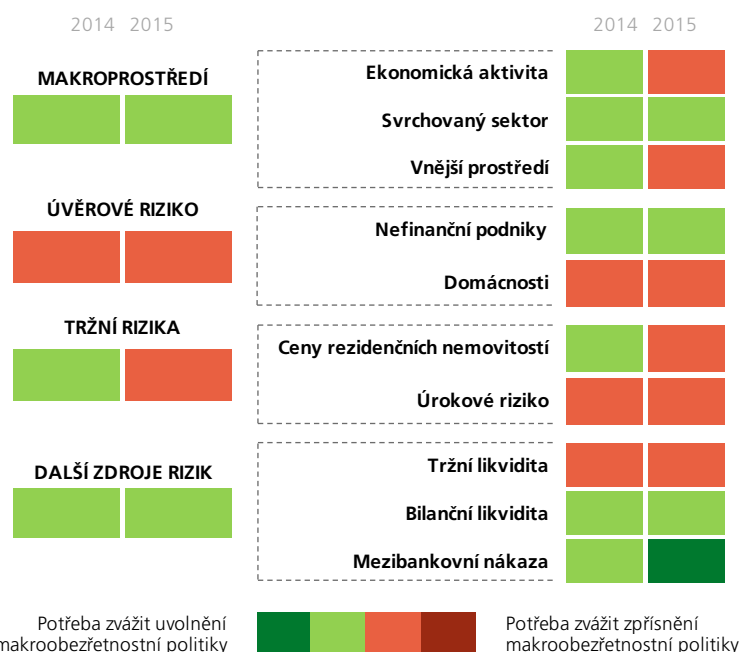 2014 2015
2014 2015
MAKROPROSTŘEDÍ
Ekonomická aktivita
Svrchovaný sektor
Vnější prostředí
ÚVĚROVÉ RIZIKO
Nefinanční podniky
Domácnosti
TRŽNÍ RIZIKA
Ceny rezidenčních nemovitostí
Úrokové riziko
DALŠÍ ZDROJE RIZIK
Tržní likvidita
Bilanční likvidita
Mezibankovní nákaza
Potřeba zvážit uvolnění
makroobezřetnostní politiky
Potřeba zvážit zpřísnění
makroobezřetnostní politiky